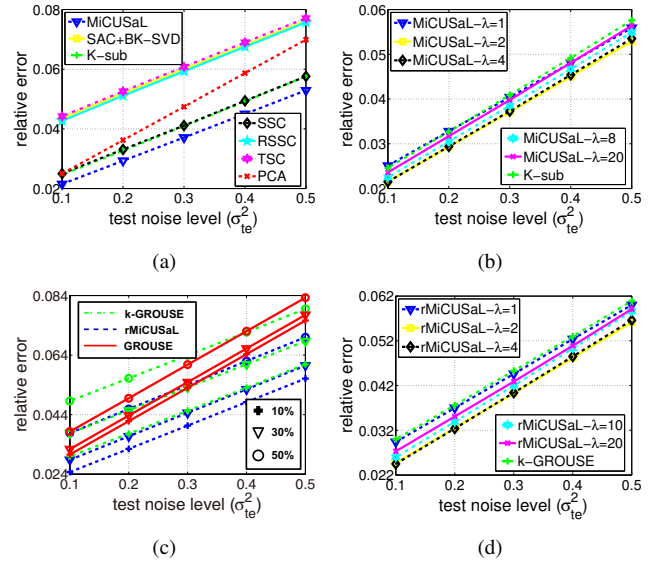 0.08
0.06
0.04
0.02
relative error
MiCUSaL
SAC+BK−SVD
K−sub
SSC
RSSC
TSC
PCA
0.1 0.2 0.3 0.4 0.5
test noise level (σ²te)
(a)
0.06
0.05
0.04
0.03
0.02
relative error
MiCUSaL−λ=1
MiCUSaL−λ=2
MiCUSaL−λ=4
MiCUSaL−λ=8
MiCUSaL−λ=20
K−sub
0.1 0.2 0.3 0.4 0.5
test noise level (σ²te)
(b)
0.084
0.064
0.044
0.024
relative error
k−GROUSE
rMiCUSaL
GROUSE
10%
30%
50%
0.1 0.2 0.3 0.4 0.5
test noise level (σ²te)
(c)
0.062
0.052
0.042
0.032
0.022
relative error
rMiCUSaL−λ=1
rMiCUSaL−λ=2
rMiCUSaL−λ=4
rMiCUSaL−λ=10
rMiCUSaL−λ=20
k−GROUSE
0.1 0.2 0.3 0.4 0.5
test noise level (σ²te)
(d)